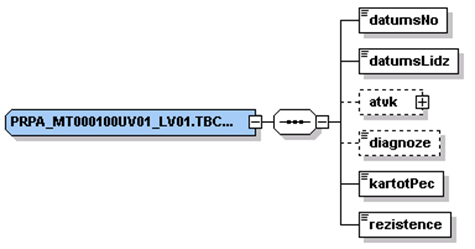 datumsNo
datumsLidz
PRPA_MT000100UV01_LV01.TBC...
atvk
diagnoze
kartotPec
rezistence